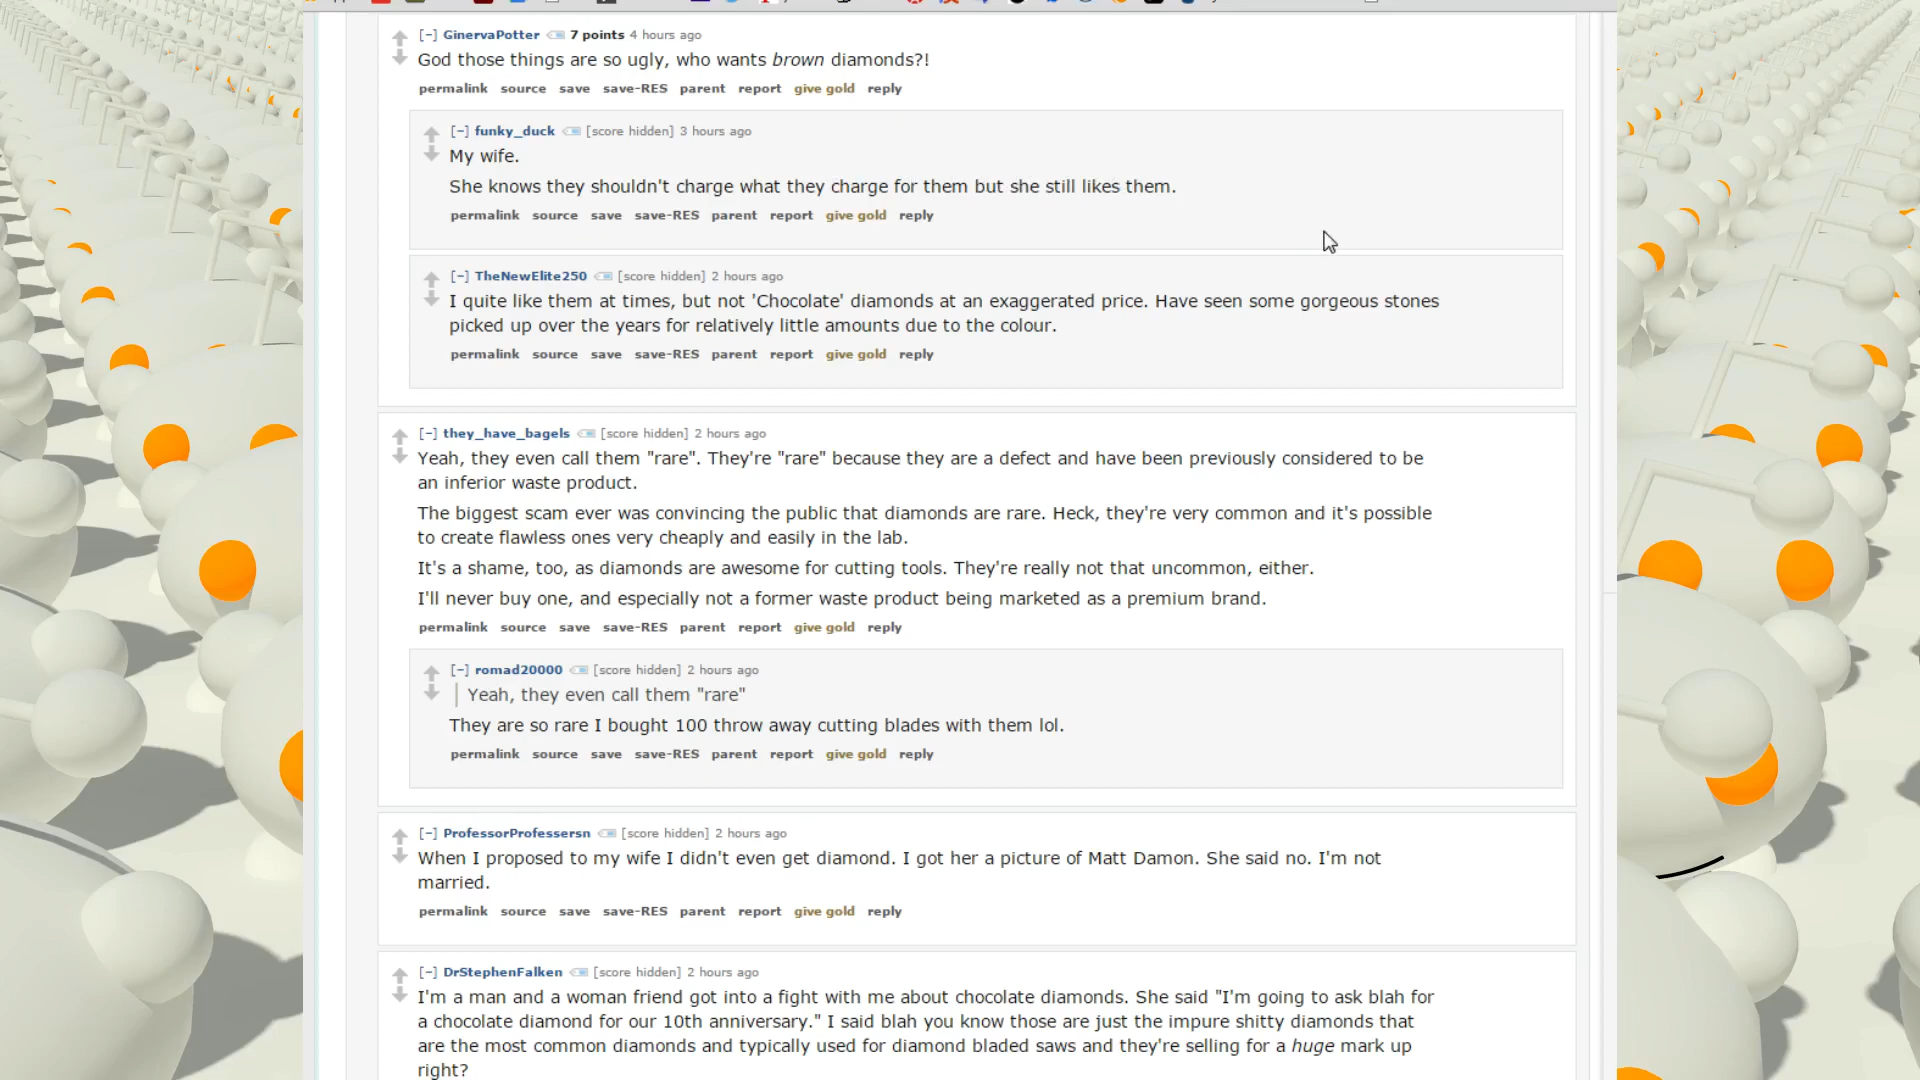 [−] GinervaPotter 7 points 4 hours ago
God those things are so ugly, who wants brown diamonds?!
permalink source save save-RES parent report give gold reply
[−] funky_duck [score hidden] 3 hours ago
My wife.
She knows they shouldn't charge what they charge for them but she still likes them.
permalink source save save-RES parent report give gold reply
[−] TheNewElite250 [score hidden] 2 hours ago
I quite like them at times, but not 'Chocolate' diamonds at an exaggerated price. Have seen some gorgeous stones
picked up over the years for relatively little amounts due to the colour.
permalink source save save-RES parent report give gold reply
[−] they_have_bagels [score hidden] 2 hours ago
Yeah, they even call them "rare". They're "rare" because they are a defect and have been previously considered to be
an inferior waste product.
The biggest scam ever was convincing the public that diamonds are rare. Heck, they're very common and it's possible
to create flawless ones very cheaply and easily in the lab.
It's a shame, too, as diamonds are awesome for cutting tools. They're really not that uncommon, either.
I'll never buy one, and especially not a former waste product being marketed as a premium brand.
permalink source save save-RES parent report give gold reply
[−] romad20000 [score hidden] 2 hours ago
Yeah, they even call them "rare"
They are so rare I bought 100 throw away cutting blades with them lol.
permalink source save save-RES parent report give gold reply
[−] ProfessorProfessersn [score hidden] 2 hours ago
When I proposed to my wife I didn't even get diamond. I got her a picture of Matt Damon. She said no. I'm not
married.
permalink source save save-RES parent report give gold reply
[−] DrStephenFalken [score hidden] 2 hours ago
I'm a man and a woman friend got into a fight with me about chocolate diamonds. She said "I'm going to ask blah for
a chocolate diamond for our 10th anniversary." I said blah you know those are just the impure shitty diamonds that
are the most common diamonds and typically used for diamond bladed saws and they're selling for a huge mark up
right?